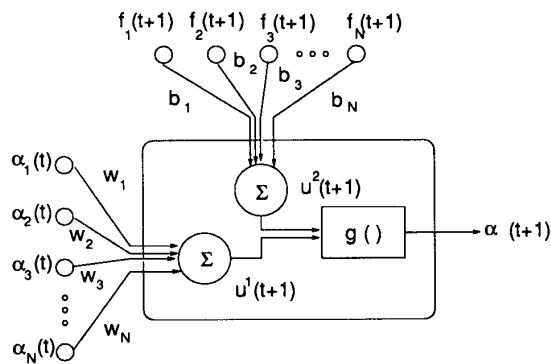 f₁(t+1) f₂(t+1) f₃(t+1) fN(t+1)
b₁ b₂ b₃ bN
α₁(t) w₁
Σ u²(t+1)
α₂(t) w₂
g ( ) α (t+1)
α₃(t) w₃ Σ
u¹(t+1)
αN(t) wN